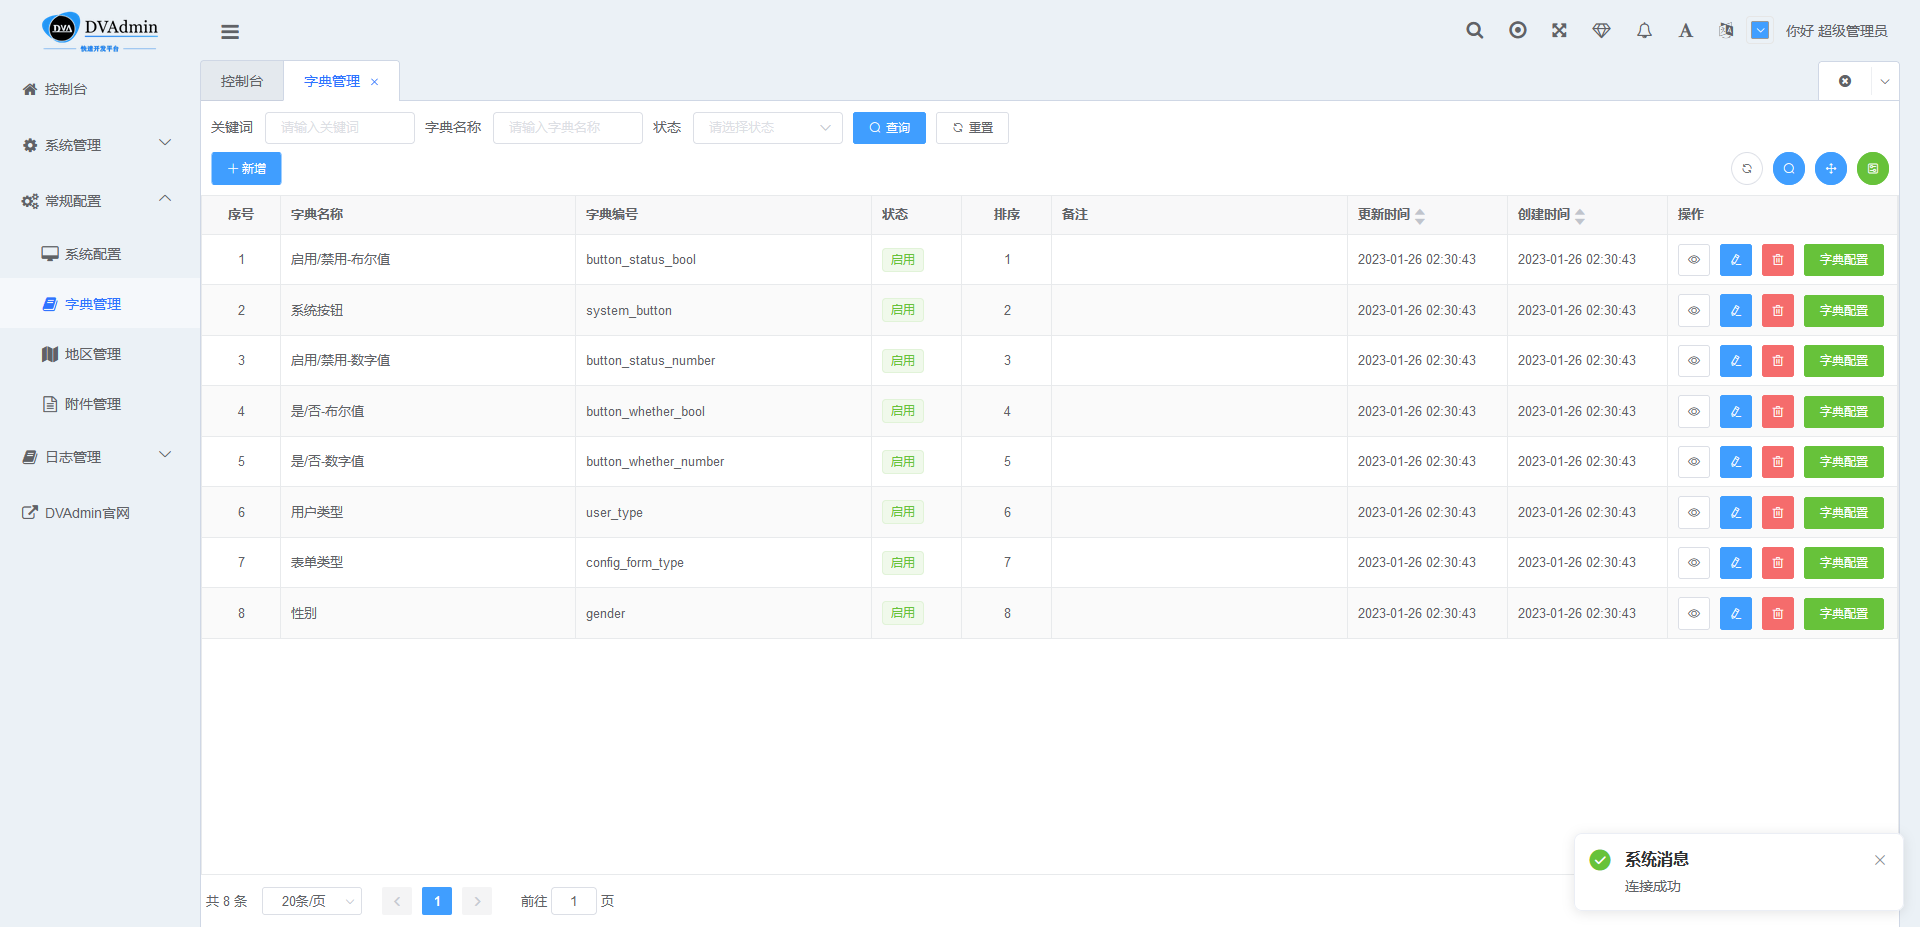 DVA DVAdmin
快速开发平台
你好 超级管理员
控制台
系统管理
常规配置
系统配置
字典管理
地区管理
附件管理
日志管理
DVAdmin官网
控制台 字典管理
关键词 请输入关键词 字典名称 请输入字典名称 状态 请选择状态 查询 重置
新增
序号 字典名称 字典编号 状态 排序 备注 更新时间 创建时间 操作
1 启用/禁用-布尔值 button_status_bool 启用 1 2023-01-26 02:30:43 2023-01-26 02:30:43 字典配置
2 系统按钮 system_button 启用 2 2023-01-26 02:30:43 2023-01-26 02:30:43 字典配置
3 启用/禁用-数字值 button_status_number 启用 3 2023-01-26 02:30:43 2023-01-26 02:30:43 字典配置
4 是/否-布尔值 button_whether_bool 启用 4 2023-01-26 02:30:43 2023-01-26 02:30:43 字典配置
5 是/否-数字值 button_whether_number 启用 5 2023-01-26 02:30:43 2023-01-26 02:30:43 字典配置
6 用户类型 user_type 启用 6 2023-01-26 02:30:43 2023-01-26 02:30:43 字典配置
7 表单类型 config_form_type 启用 7 2023-01-26 02:30:43 2023-01-26 02:30:43 字典配置
8 性别 gender 启用 8 2023-01-26 02:30:43 2023-01-26 02:30:43 字典配置
共 8 条 20条/页 1 前往 1 页
系统消息
连接成功